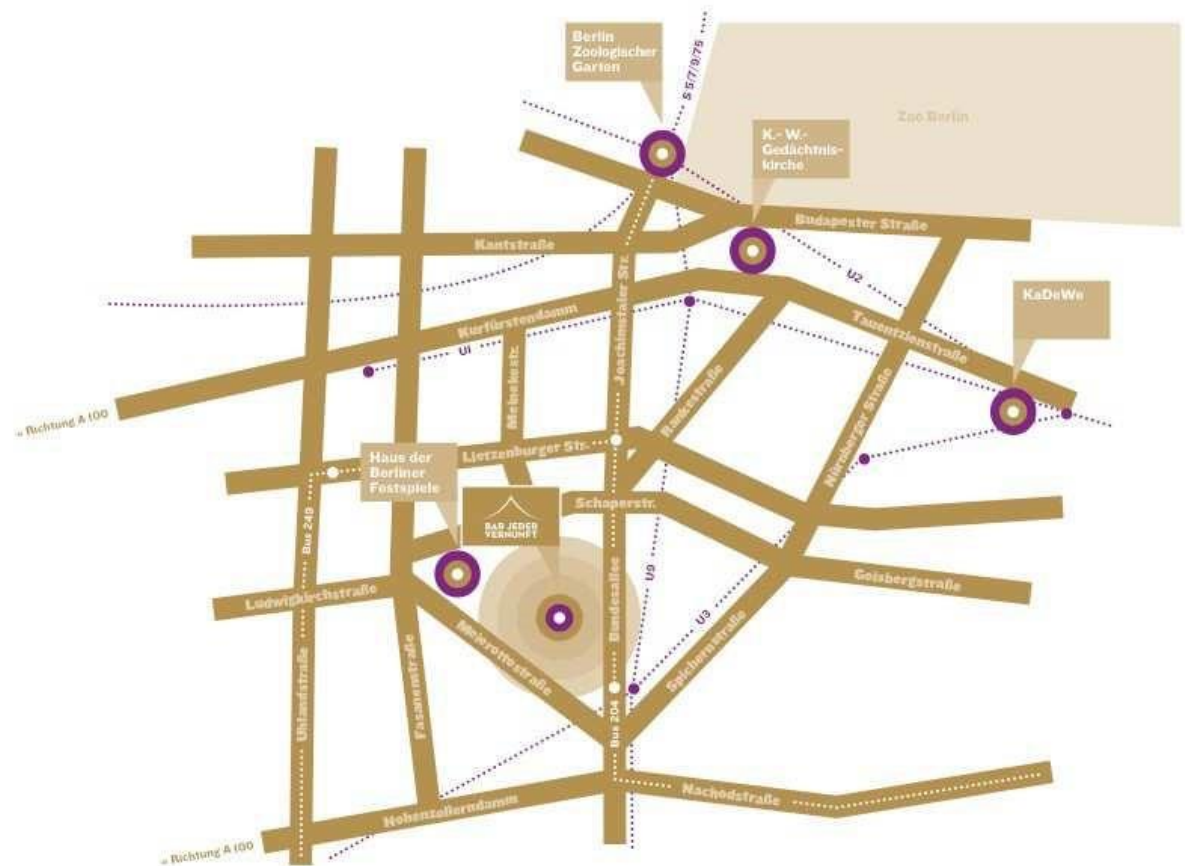 Berlin
Zoologischer
Garten
S 5/7/9/75
Zoo Berlin
K.- W.-
Gedächtnis-
kirche
Budapester Straße
Kantstraße
U2
KaDeWe
Joachimstaler Str.
Kurfürstendamm
Tauentzienstraße
U1
Meinekestr.
Rankestraße
Nürnberger Straße
« Richtung A 100
Lietzenburger Str.
Haus der
Berliner
Festspiele
Schaperstr.
BAR JEDER
VERNUNFT
Bus 249
U9
Geisbergstraße
Ludwigkirchstraße
Bundesallee
U3
Meierottostraße
Spichernstraße
Fasanenstraße
Uhlandstraße
Bus 204
Nachodstraße
Hohenzollerndamm
« Richtung A 100